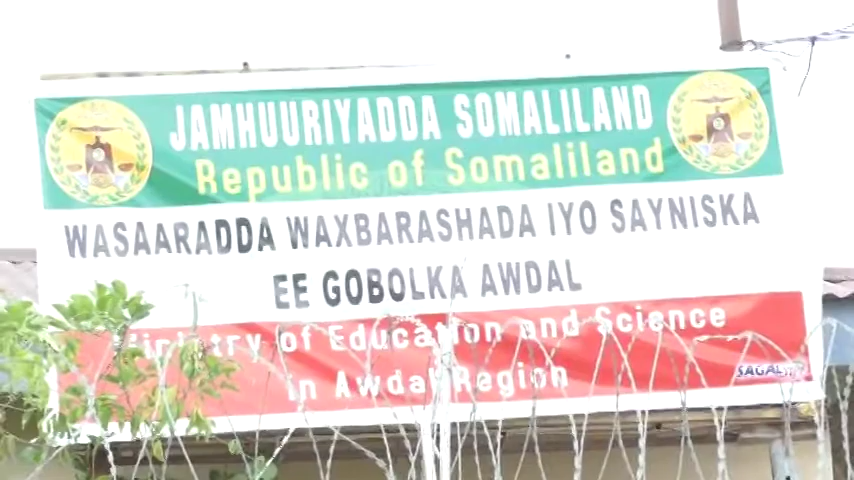 JAMHUURIYADDA SOMALILAND
Republic of Somaliland
WASAARADDA WAXBARASHADA IYO SAYNISKA
EE GOBOLKA AWDAL
Ministry of Education and Science
in Awdal Region
SAGAL